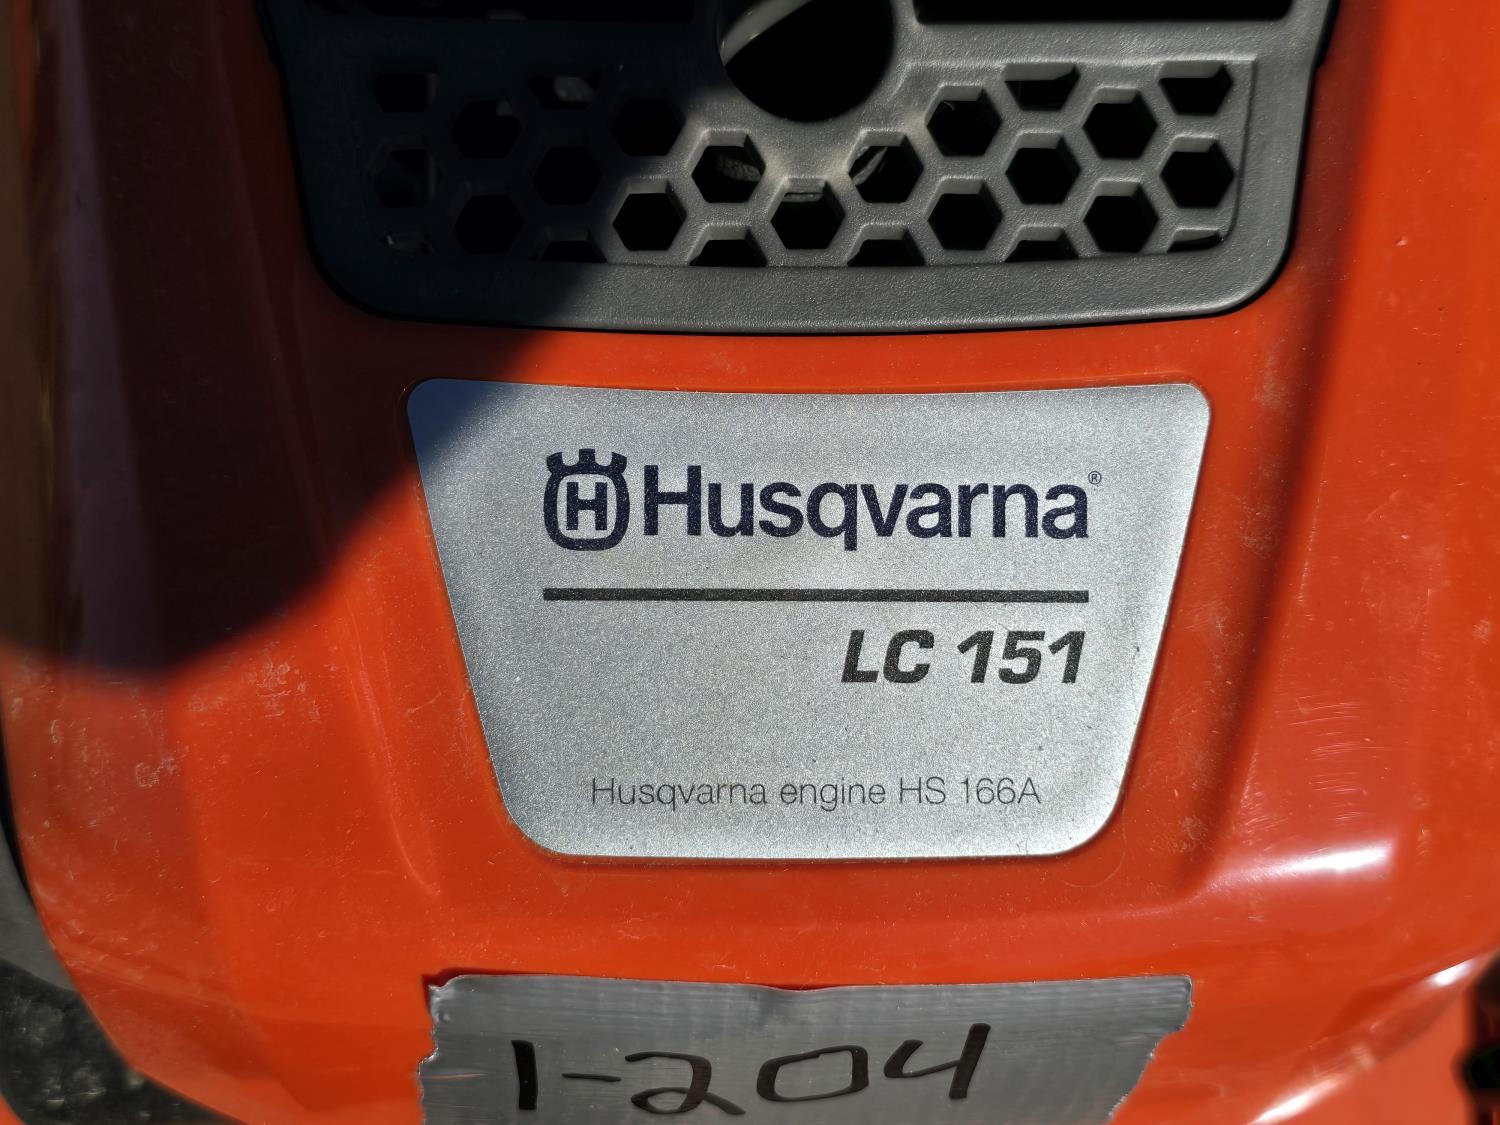 H Husqvarna®
LC 151
Husqvarna engine HS 166A
1-204